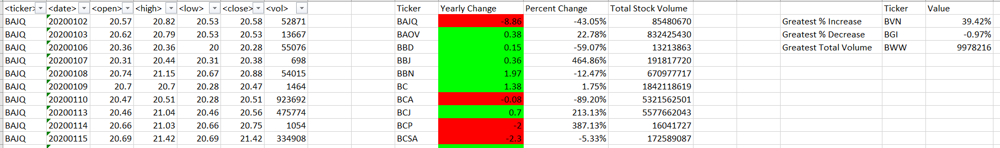 <ticker> <date> <open> <high> <low> <close> <vol> Ticker Yearly Change Percent Change Total Stock Volume Ticker Value
BAJQ 20200102 20.57 20.82 20.53 20.58 52871 BAJQ -8.86 -43.05% 85480670 Greatest % Increase BVN 39.42%
BAJQ 20200103 20.62 20.79 20.53 20.53 13667 BAOV 0.38 22.78% 832425430 Greatest % Decrease BGI -0.97%
BAJQ 20200106 20.36 20.36 20 20.28 55076 BBD 0.15 -59.07% 13213863 Greatest Total Volume BWW 9978216
BAJQ 20200107 20.31 20.44 20.31 20.38 698 BBJ 0.36 464.86% 191817720
BAJQ 20200108 20.74 21.15 20.67 20.88 54015 BBN 1.97 -12.47% 670977717
BAJQ 20200109 20.7 20.7 20.28 20.47 1464 BC 1.38 1.75% 1842118619
BAJQ 20200110 20.47 20.51 20.28 20.51 923692 BCA -0.08 -89.20% 5321562501
BAJQ 20200113 20.46 21.04 20.46 20.56 475774 BCJ 0.7 213.13% 5577662043
BAJQ 20200114 20.66 21.03 20.66 20.75 1054 BCP -2 387.13% 16041727
BAJQ 20200115 20.69 21.42 20.69 21.42 334908 BCSA -2.3 -5.33% 172589087